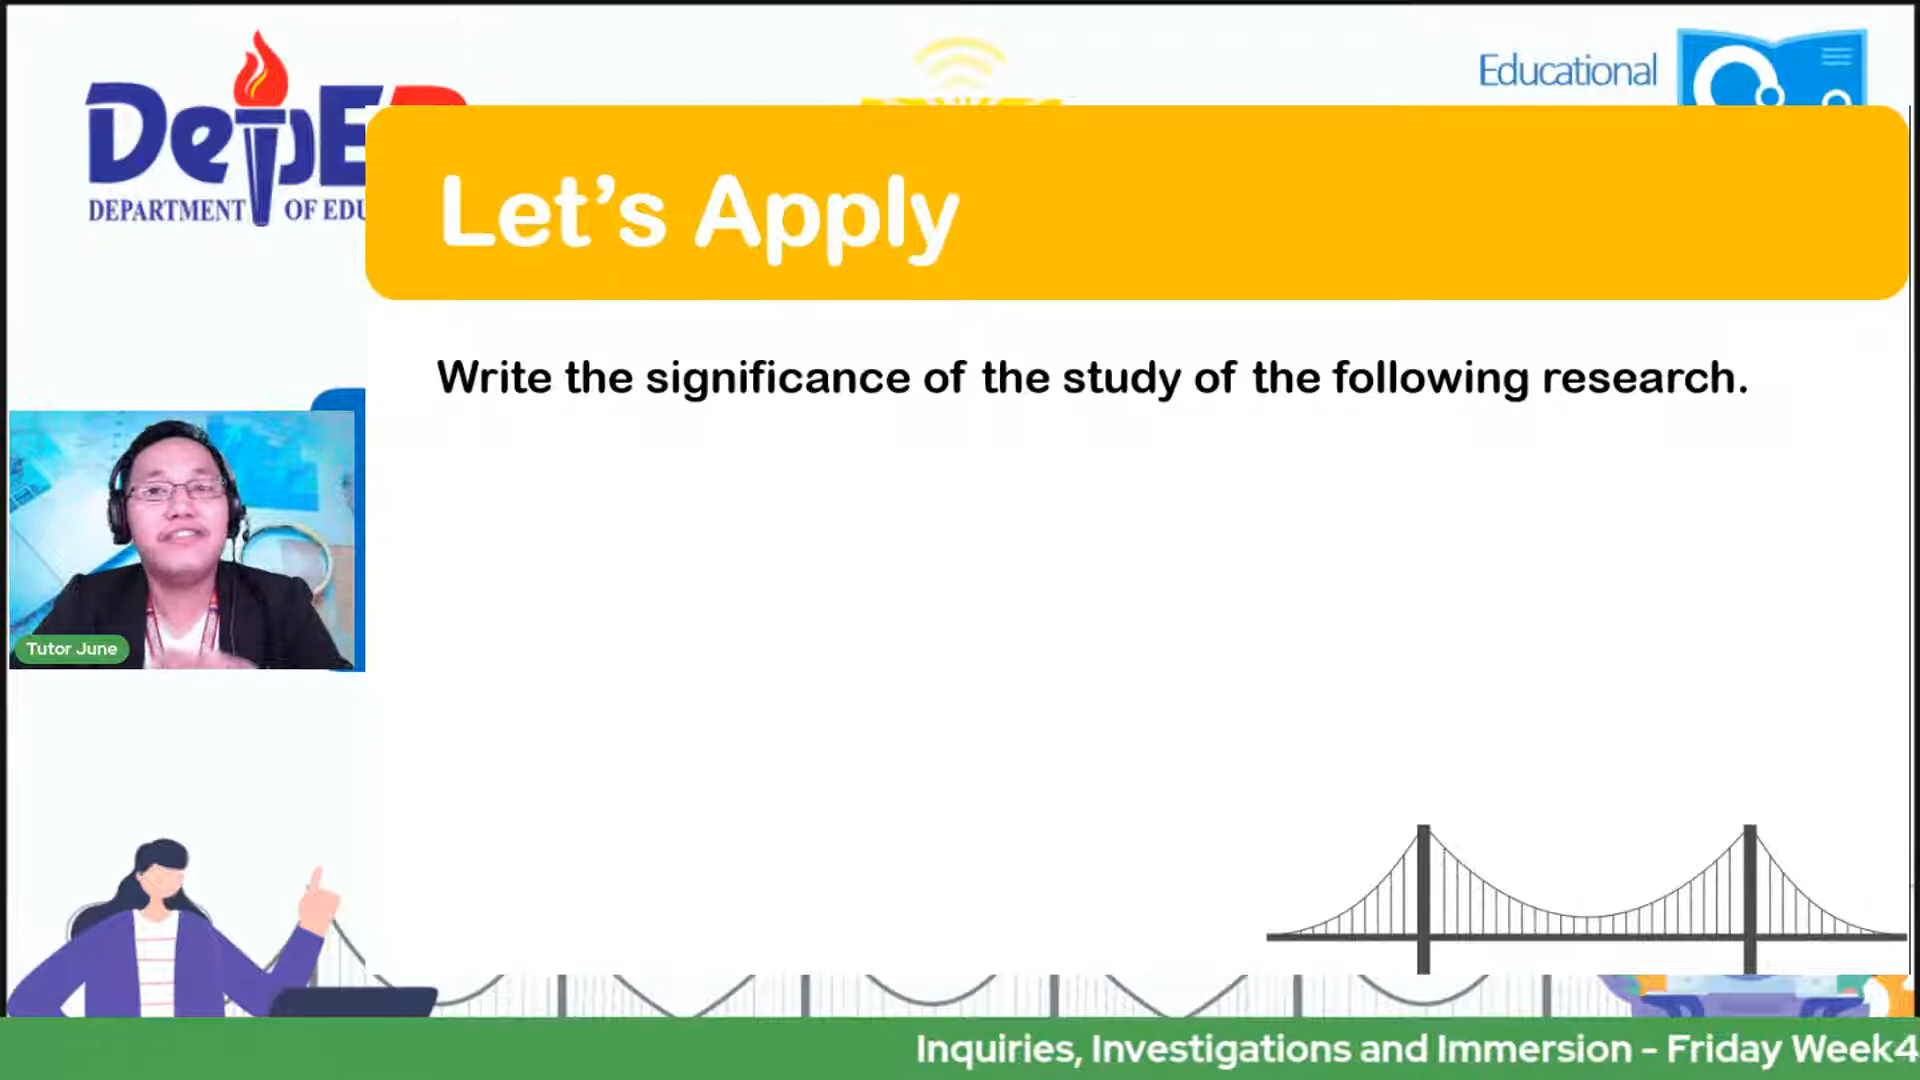 DepE
DEPARTMENT OF EDU
Educational
Let's Apply
Write the significance of the study of the following research.
Tutor June
Inquiries, Investigations and Immersion - Friday Week4